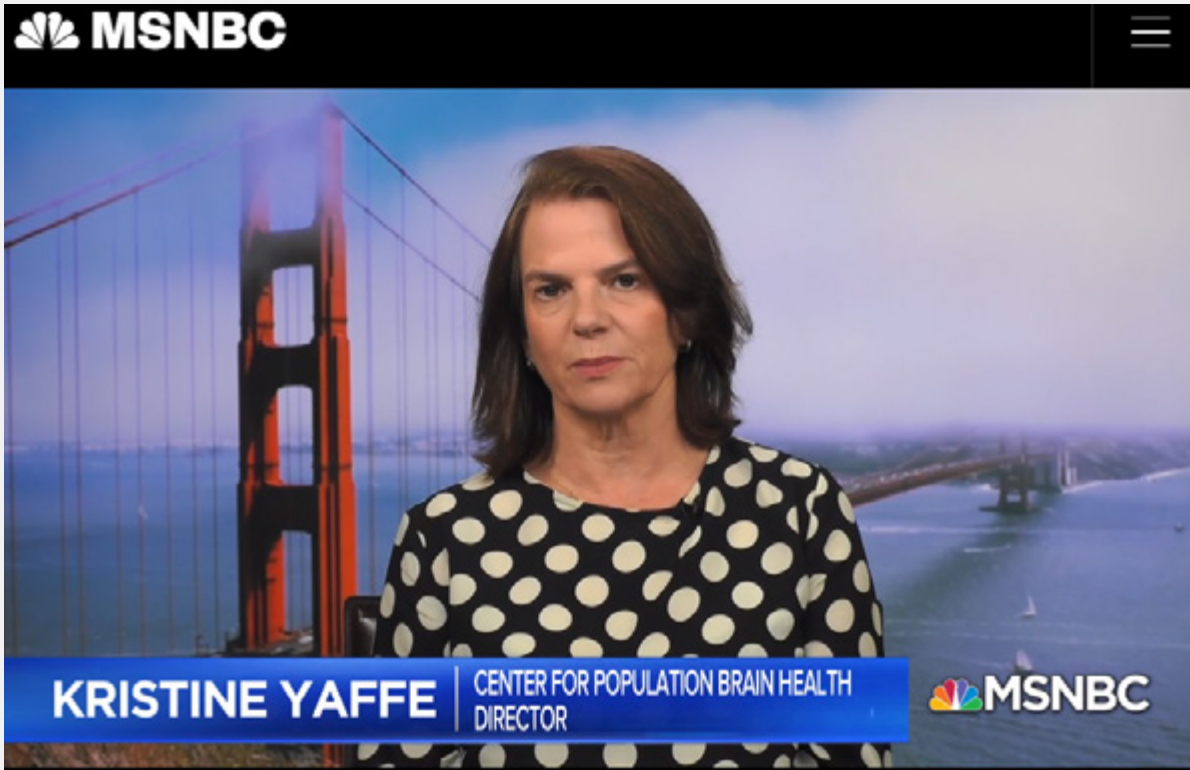 MSNBC
KRISTINE YAFFE
CENTER FOR POPULATION BRAIN HEALTH
DIRECTOR
MSNBC